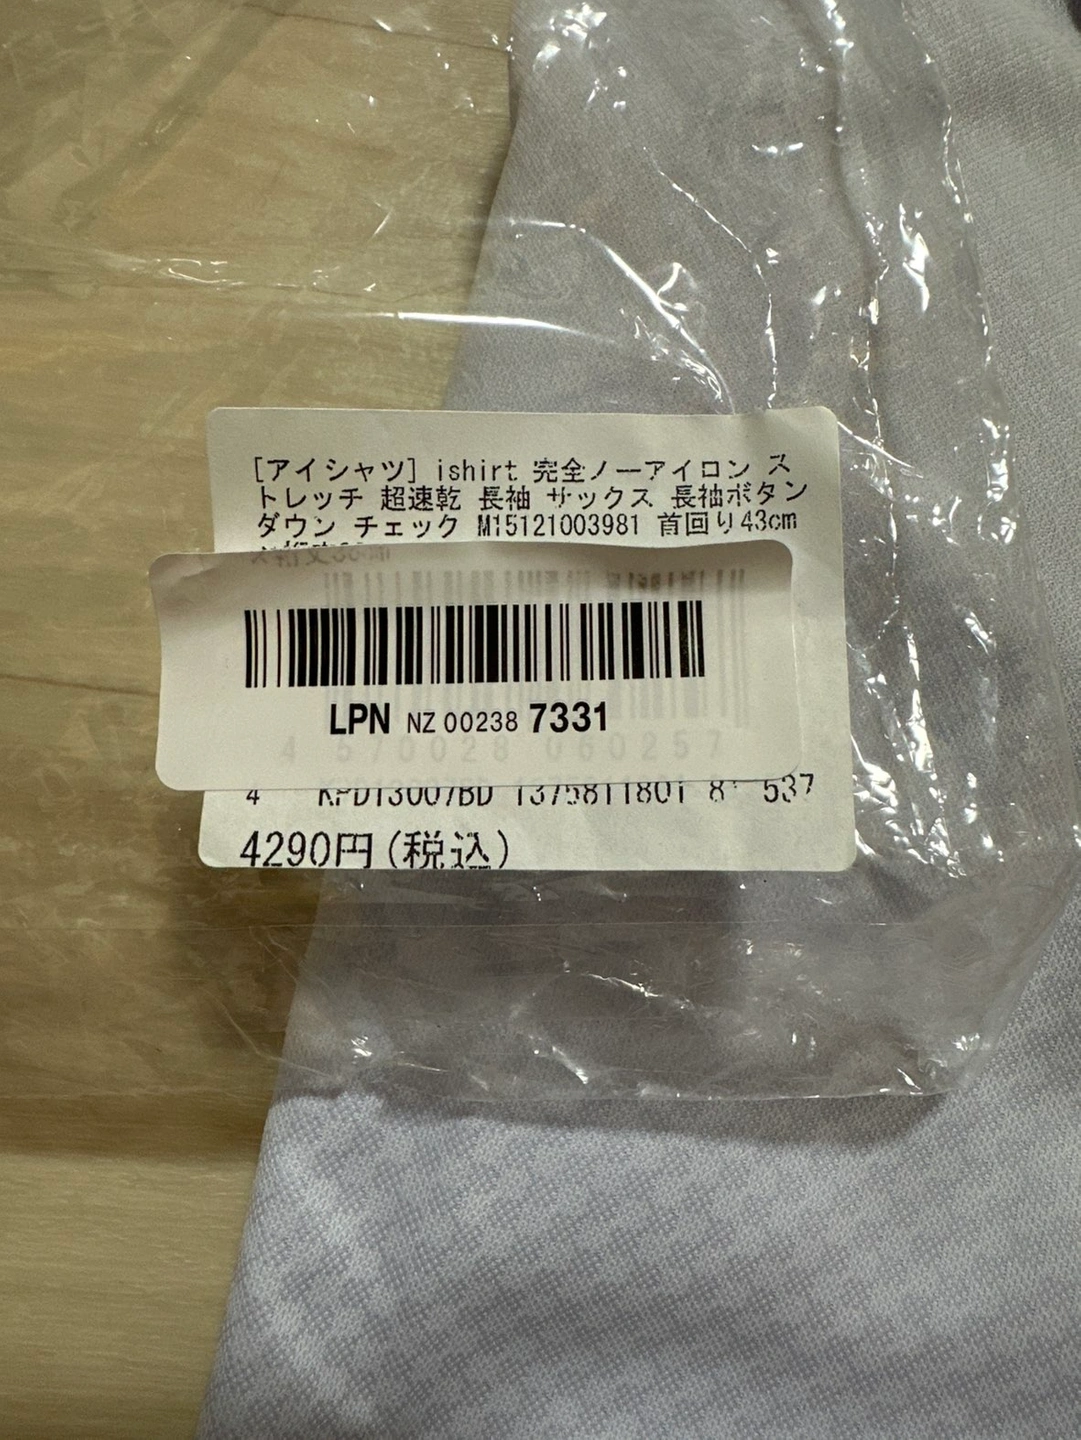 [アイシャツ] ishirt 完全ノーアイロン ス
トレッチ 超速乾 長袖 サックス 長袖ボタン
ダウン チェック M15121003981 首回り43cm
LPN NZ 00238 7331
4 570028 060257
4 KPD13007BD 1375811801 8 537
4290円(税込)